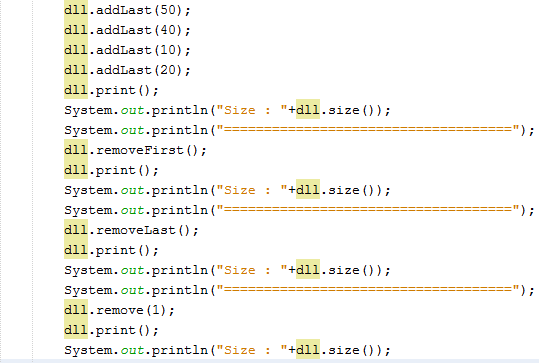 dll.addLast(50);
dll.addLast(40);
dll.addLast(10);
dll.addLast(20);
dll.print();
System.out.println("Size : "+dll.size());
System.out.println("====================================");
dll.removeFirst();
dll.print();
System.out.println("Size : "+dll.size());
System.out.println("====================================");
dll.removeLast();
dll.print();
System.out.println("Size : "+dll.size());
System.out.println("====================================");
dll.remove(1);
dll.print();
System.out.println("Size : "+dll.size());